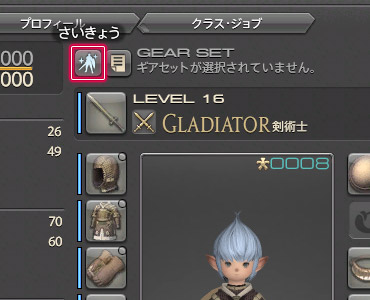 プロフィール
クラス・ジョブ
さいきょう
000
000
GEAR SET
ギアセットが選択されていません。
LEVEL 16
GLADIATOR 剣術士
26
49
0008
70
60